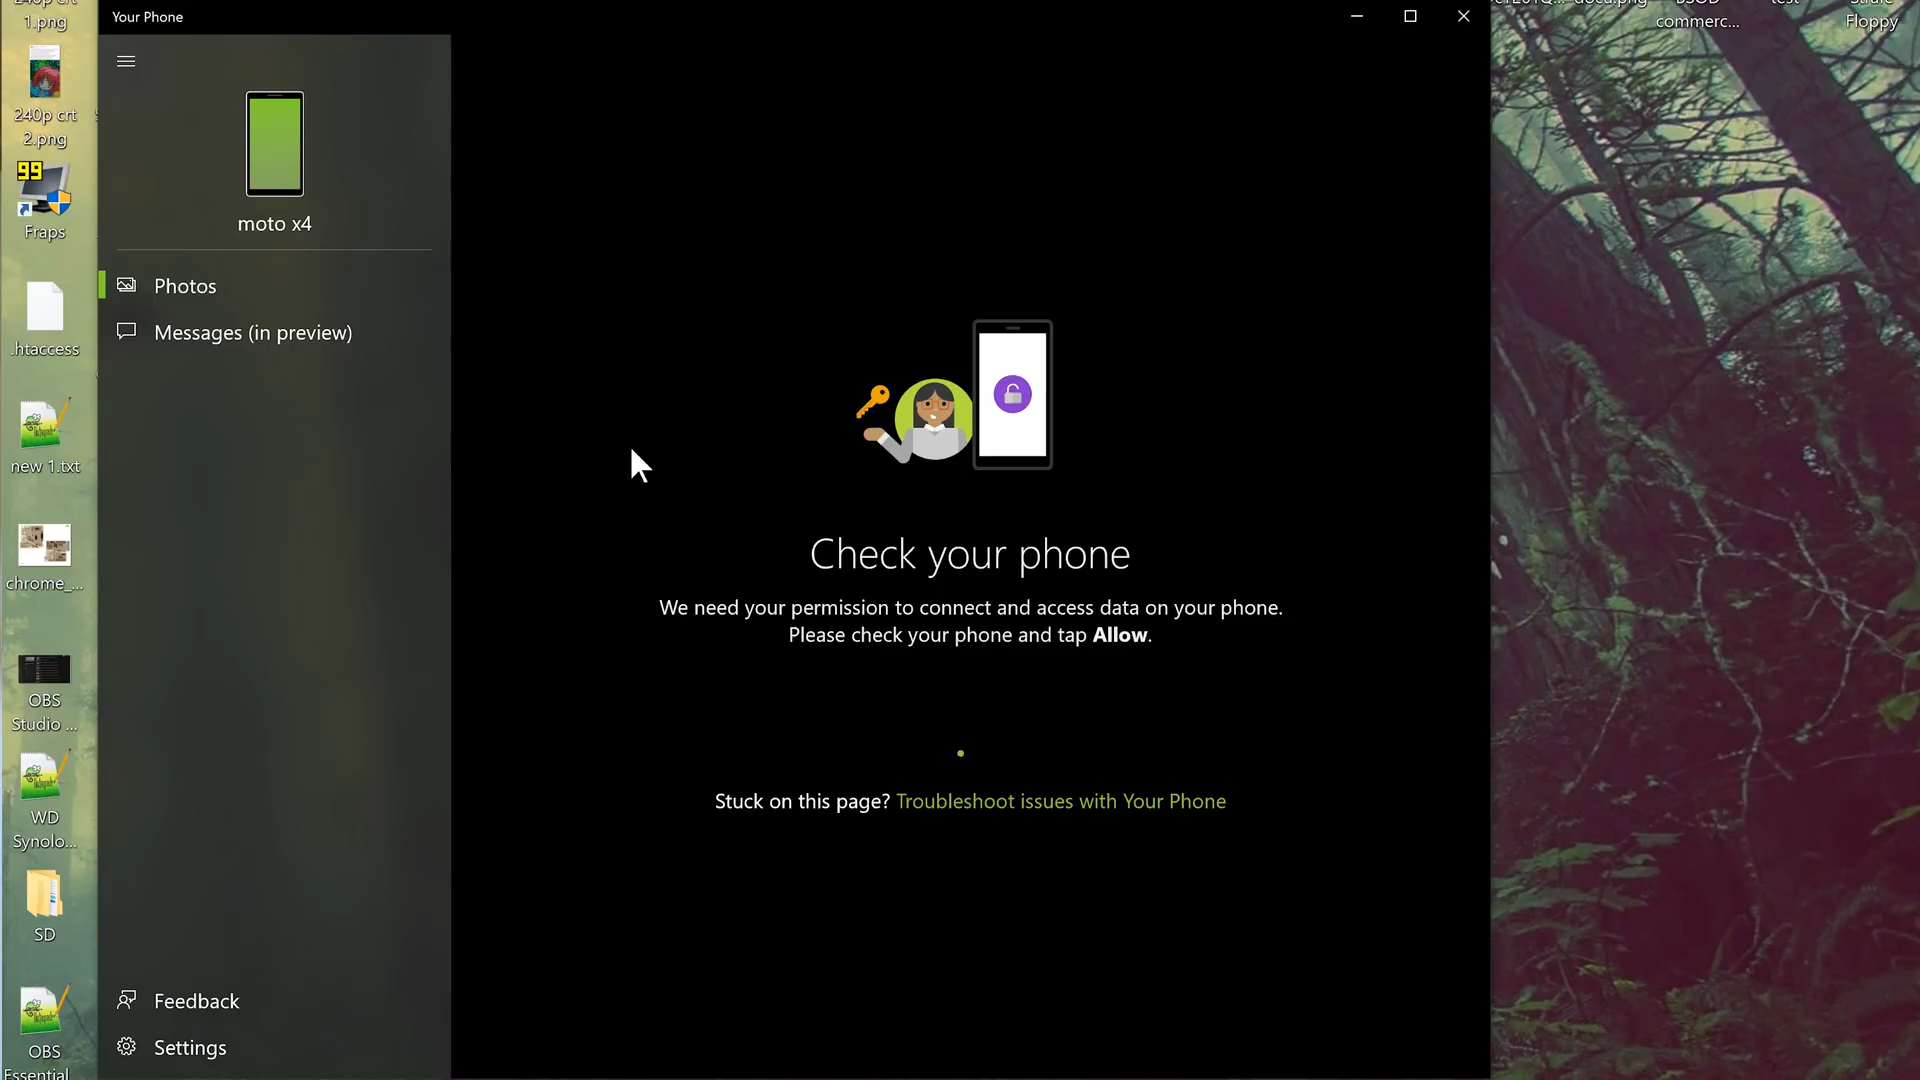 1.png
240p crt
2.png
99
Fraps
.htaccess
new 1.txt
chrome_...
OBS
Studio ...
WD
Synolo...
SD
OBS
Essential
Your Phone
moto x4
Photos
Messages (in preview)
Feedback
Settings
Check your phone
We need your permission to connect and access data on your phone.
Please check your phone and tap Allow.
Stuck on this page? Troubleshoot issues with Your Phone
commerc...
Floppy